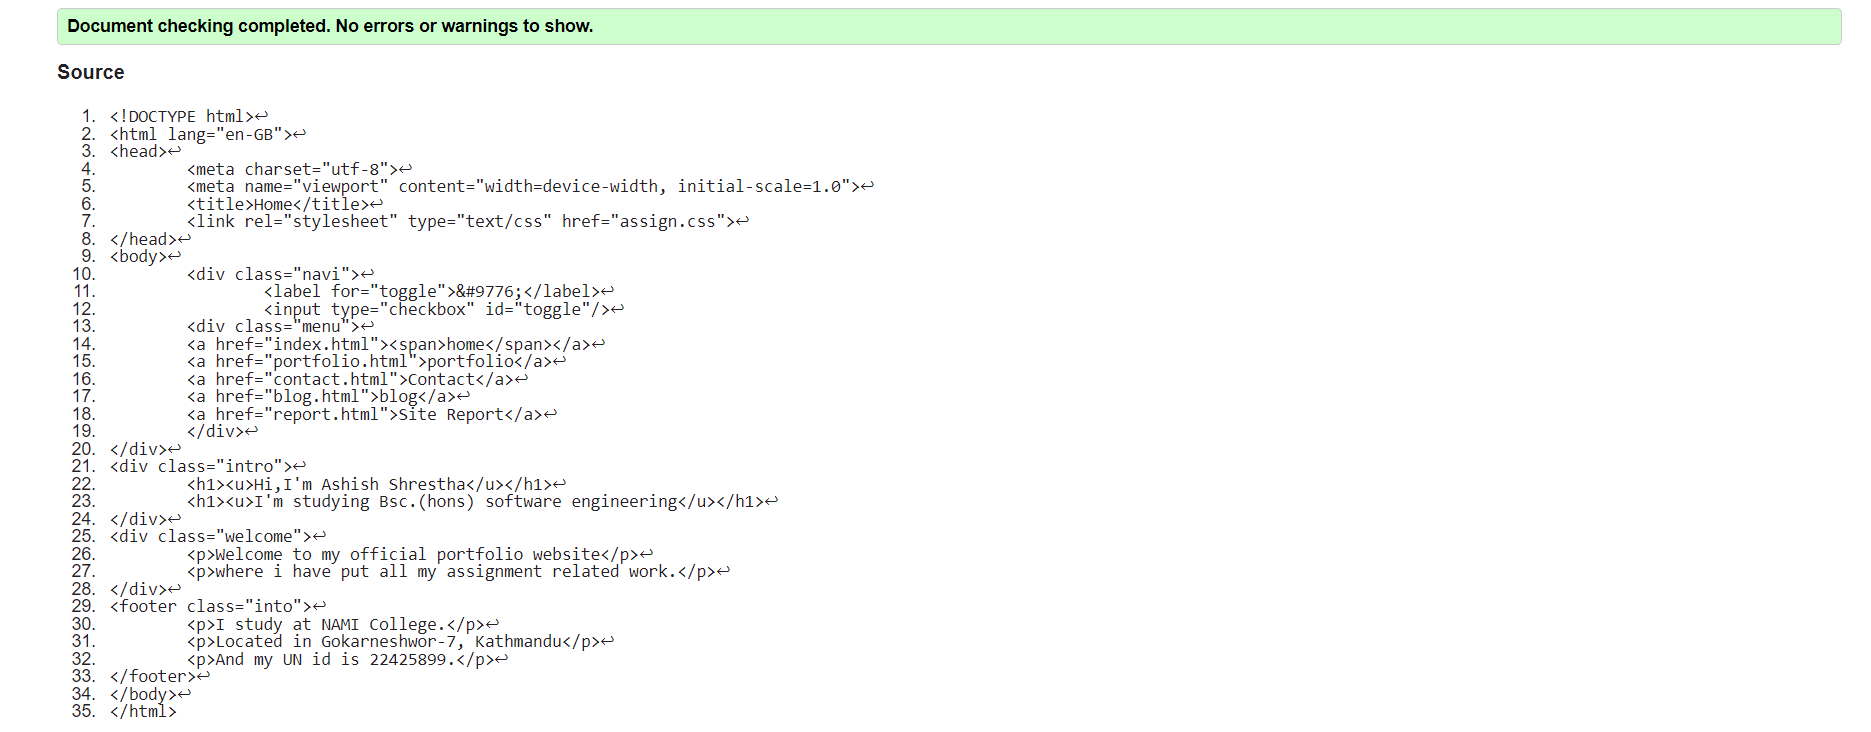 Document checking completed. No errors or warnings to show.
Source
1. <!DOCTYPE html>↩
2. <html lang="en-GB">↩
3. <head>↩
4. <meta charset="utf-8">↩
5. <meta name="viewport" content="width=device-width, initial-scale=1.0">↩
6. <title>Home</title>↩
7. <link rel="stylesheet" type="text/css" href="assign.css">↩
8. </head>↩
9. <body>↩
10. <div class="navi">↩
11. <label for="toggle">&#9776;</label>↩
12. <input type="checkbox" id="toggle"/>↩
13. <div class="menu">↩
14. <a href="index.html"><span>home</span></a>↩
15. <a href="portfolio.html">portfolio</a>↩
16. <a href="contact.html">Contact</a>↩
17. <a href="blog.html">blog</a>↩
18. <a href="report.html">Site Report</a>↩
19. </div>↩
20. </div>↩
21. <div class="intro">↩
22. <h1><u>Hi,I'm Ashish Shrestha</u></h1>↩
23. <h1><u>I'm studying Bsc.(hons) software engineering</u></h1>↩
24. </div>↩
25. <div class="welcome">↩
26. <p>Welcome to my official portfolio website</p>↩
27. <p>where i have put all my assignment related work.</p>↩
28. </div>↩
29. <footer class="into">↩
30. <p>I study at NAMI College.</p>↩
31. <p>Located in Gokarneshwor-7, Kathmandu</p>↩
32. <p>And my UN id is 22425899.</p>↩
33. </footer>↩
34. </body>↩
35. </html>